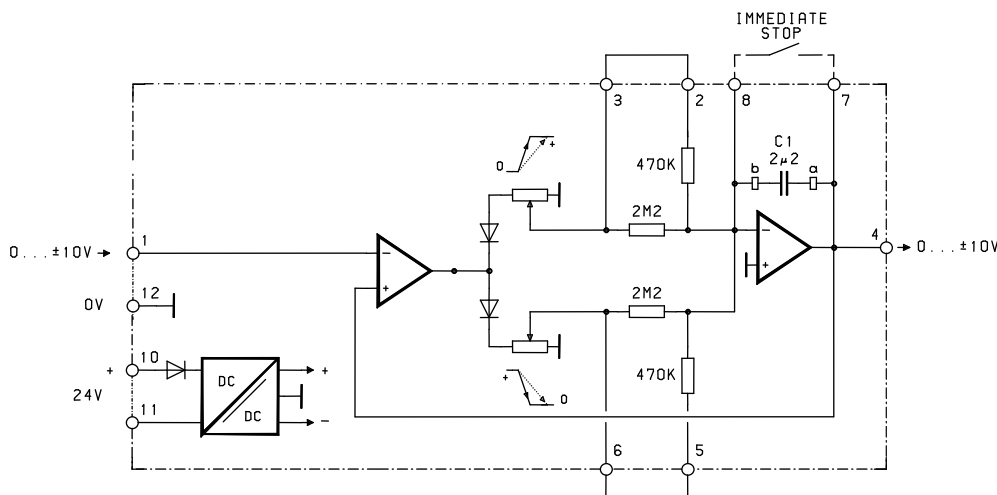 IMMEDIATE
STOP
3
2
8
7
C1
2µ2
b
a
0
+
470K
2M2
1
0...±10V
-
+
-
+
4
0...±10V
12
0V
2M2
10
+
24V
11
DC
DC
+
-
+
0
470K
6
5